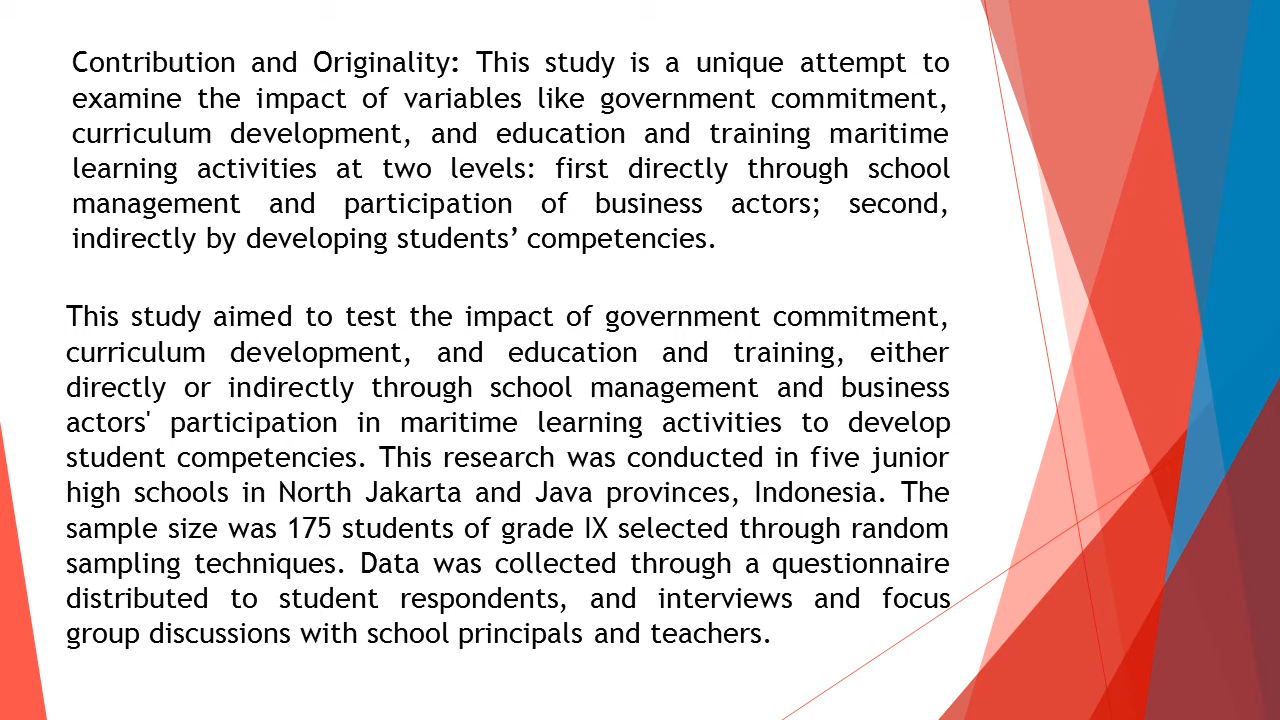 Contribution and Originality: This study is a unique attempt to
examine the impact of variables like government commitment,
curriculum development, and education and training maritime
learning activities at two levels: first directly through school
management and participation of business actors; second,
indirectly by developing students’ competencies.
This study aimed to test the impact of government commitment,
curriculum development, and education and training, either
directly or indirectly through school management and business
actors' participation in maritime learning activities to develop
student competencies. This research was conducted in five junior
high schools in North Jakarta and Java provinces, Indonesia. The
sample size was 175 students of grade IX selected through random
sampling techniques. Data was collected through a questionnaire
distributed to student respondents, and interviews and focus
group discussions with school principals and teachers.